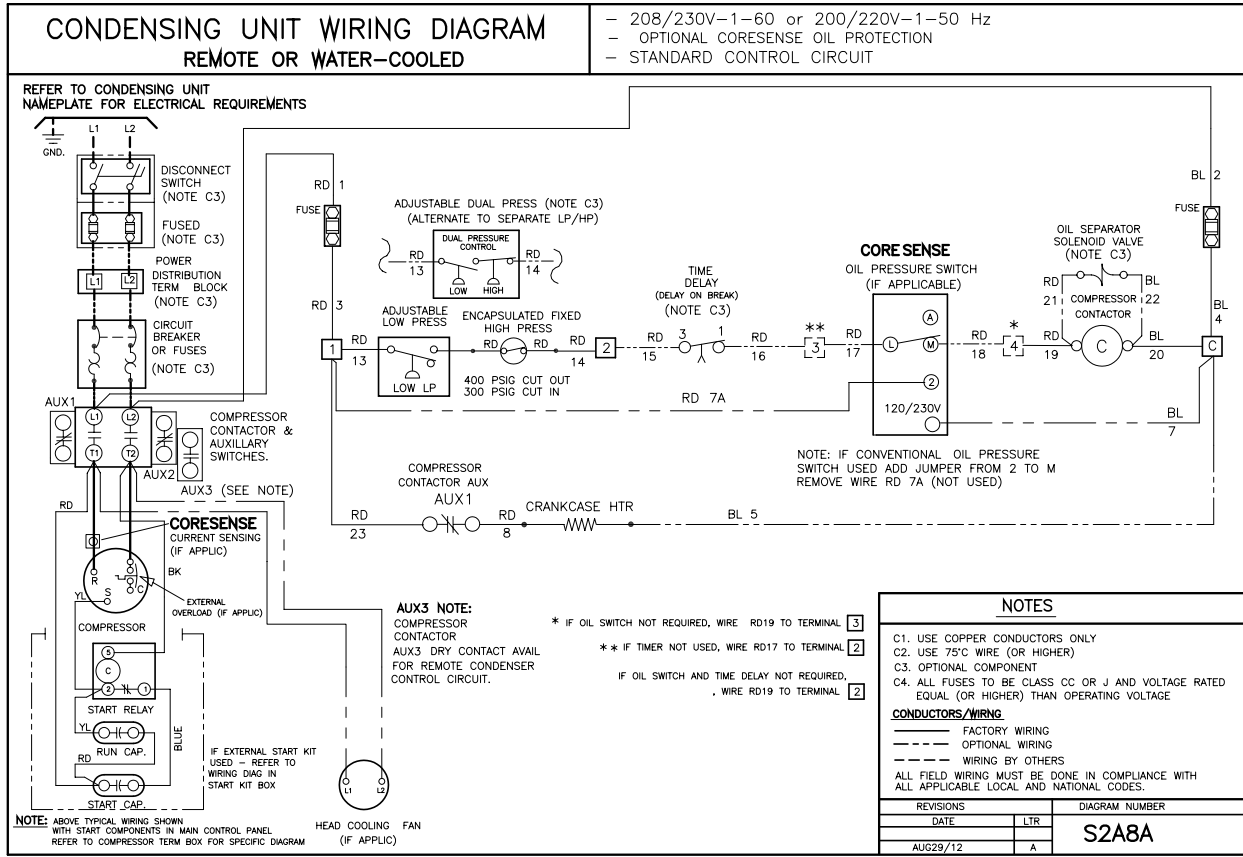 CONDENSING UNIT WIRING DIAGRAM
REMOTE OR WATER-COOLED
- 208/230V-1-60 or 200/220V-1-50 Hz
- OPTIONAL CORESENSE OIL PROTECTION
- STANDARD CONTROL CIRCUIT
REFER TO CONDENSING UNIT
NAMEPLATE FOR ELECTRICAL REQUIREMENTS
L1 L2
GND.
DISCONNECT
SWITCH
(NOTE C3)
FUSED
(NOTE C3)
POWER
DISTRIBUTION
TERM BLOCK
(NOTE C3)
L1 L2
CIRCUIT
BREAKER
OR FUSES
(NOTE C3)
AUX1
L1 L2
T1 T2
COMPRESSOR
CONTACTOR &
AUXILLARY
SWITCHES.
AUX2
AUX3 (SEE NOTE)
RD
CORESENSE
CURRENT SENSING
(IF APPLIC)
R
S
C
BK
YL
EXTERNAL
OVERLOAD (IF APPLIC)
COMPRESSOR
5
C
2 1
START RELAY
YL
RUN CAP.
RD
BLUE
START CAP.
IF EXTERNAL START KIT
USED - REFER TO
WIRING DIAG IN
START KIT BOX
NOTE: ABOVE TYPICAL WIRING SHOWN
WITH START COMPONENTS IN MAIN CONTROL PANEL
REFER TO COMPRESSOR TERM BOX FOR SPECIFIC DIAGRAM
L1 L2
HEAD COOLING FAN
(IF APPLIC)
RD 1
FUSE
RD 3
1
RD
13
ADJUSTABLE DUAL PRESS (NOTE C3)
(ALTERNATE TO SEPARATE LP/HP)
DUAL PRESSURE
CONTROL
RD
13
RD
14
LOW HIGH
ADJUSTABLE
LOW PRESS
LOW LP
ENCAPSULATED FIXED
HIGH PRESS
RD RD
RD
14
400 PSIG CUT OUT
300 PSIG CUT IN
2
RD
15
TIME
DELAY
(DELAY ON BREAK)
(NOTE C3)
3 1
RD
16
**
3
RD
17
CORE SENSE
OIL PRESSURE SWITCH
(IF APPLICABLE)
A
L
M
2
120/230V
RD
18
*
4
RD
19
OIL SEPARATOR
SOLENOID VALVE
(NOTE C3)
RD
21
BL
22
COMPRESSOR
CONTACTOR
C
BL
20
C
BL 2
FUSE
BL
4
RD 7A
BL
7
NOTE: IF CONVENTIONAL OIL PRESSURE
SWITCH USED ADD JUMPER FROM 2 TO M
REMOVE WIRE RD 7A (NOT USED)
COMPRESSOR
CONTACTOR AUX
AUX1
RD
23
RD
8
CRANKCASE HTR
BL 5
AUX3 NOTE:
COMPRESSOR
CONTACTOR
AUX3 DRY CONTACT AVAIL
FOR REMOTE CONDENSER
CONTROL CIRCUIT.
* IF OIL SWITCH NOT REQUIRED, WIRE RD19 TO TERMINAL 3
** IF TIMER NOT USED, WIRE RD17 TO TERMINAL 2
IF OIL SWITCH AND TIME DELAY NOT REQUIRED,
, WIRE RD19 TO TERMINAL 2
NOTES
C1. USE COPPER CONDUCTORS ONLY
C2. USE 75°C WIRE (OR HIGHER)
C3. OPTIONAL COMPONENT
C4. ALL FUSES TO BE CLASS CC OR J AND VOLTAGE RATED
EQUAL (OR HIGHER) THAN OPERATING VOLTAGE
CONDUCTORS/WIRNG
FACTORY WIRING
OPTIONAL WIRING
WIRING BY OTHERS
ALL FIELD WIRING MUST BE DONE IN COMPLIANCE WITH
ALL APPLICABLE LOCAL AND NATIONAL CODES.
REVISIONS
DATE LTR
AUG29/12 A
DIAGRAM NUMBER
S2A8A